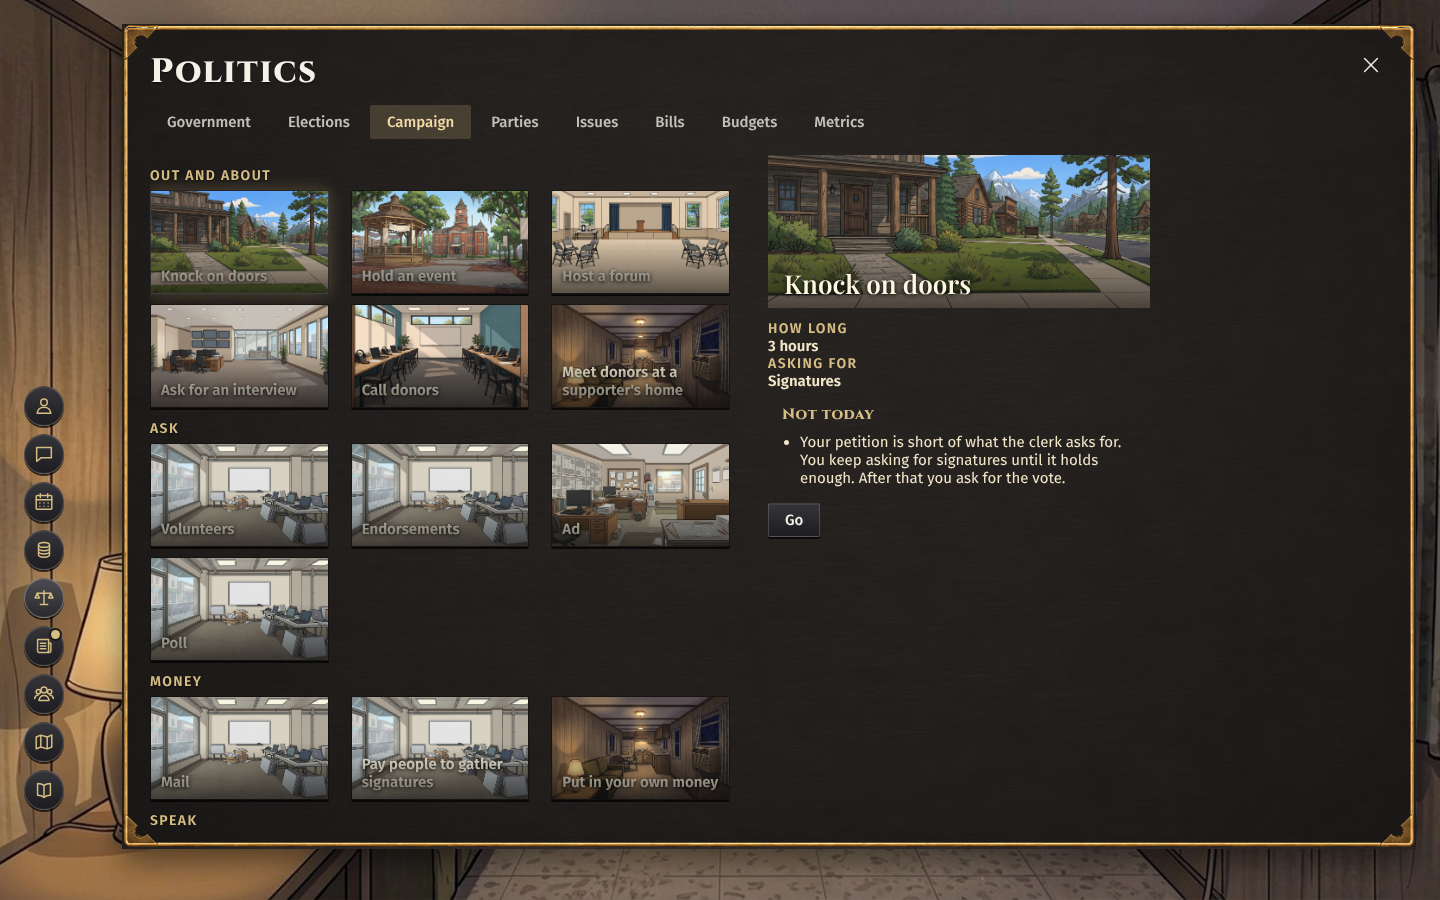 Politics
Government Elections Campaign Parties Issues Bills Budgets Metrics
OUT AND ABOUT
Knock on doors
Hold an event
Host a forum
Ask for an interview
Call donors
Meet donors at a
supporter's home
ASK
Volunteers
Endorsements
Ad
Poll
MONEY
Mail
Pay people to gather
signatures
Put in your own money
SPEAK
Knock on doors
HOW LONG
3 hours
ASKING FOR
Signatures
Not today
• Your petition is short of what the clerk asks for.
You keep asking for signatures until it holds
enough. After that you ask for the vote.
Go